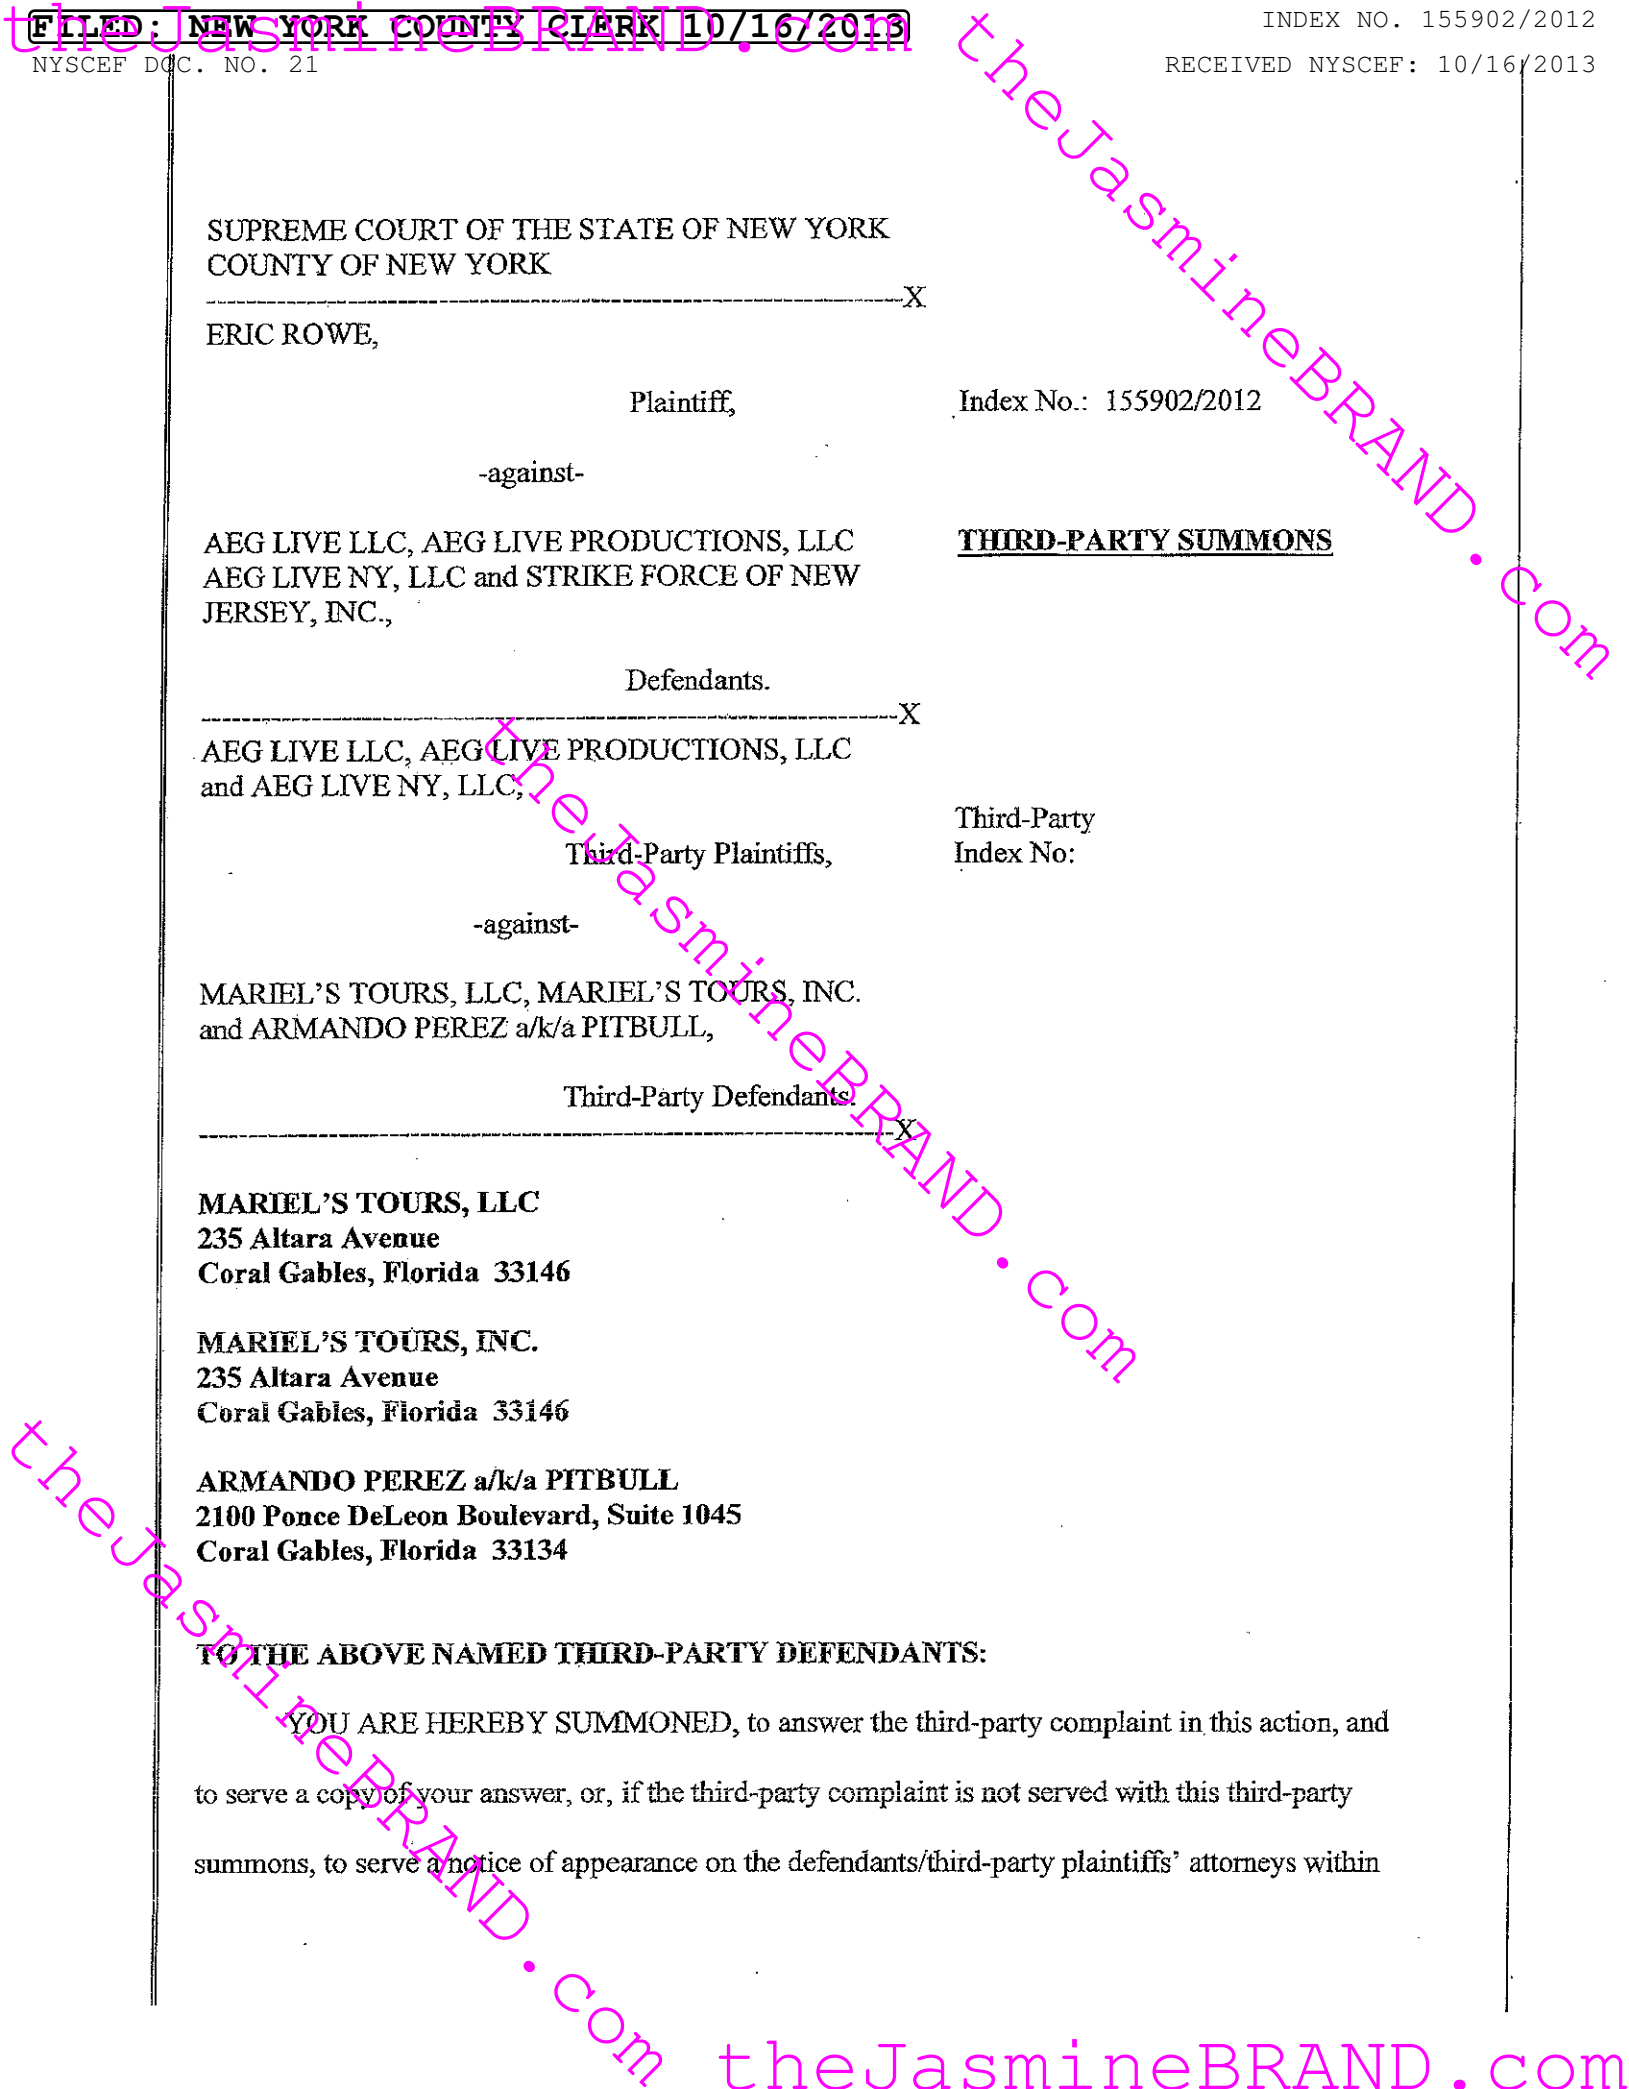 theJasmineBRAND.com
FILED: NEW YORK COUNTY CLERK 10/16/2013
INDEX NO. 155902/2012
NYSCEF DOC. NO. 21
RECEIVED NYSCEF: 10/16/2013
theJasmineBRAND.com
SUPREME COURT OF THE STATE OF NEW YORK
COUNTY OF NEW YORK
----------------------------------------------------------------------X
ERIC ROWE,
Plaintiff,
Index No.: 155902/2012
-against-
AEG LIVE LLC, AEG LIVE PRODUCTIONS, LLC
THIRD-PARTY SUMMONS
AEG LIVE NY, LLC and STRIKE FORCE OF NEW
JERSEY, INC.,
Defendants.
----------------------------------------------------------------------X
AEG LIVE LLC, AEG LIVE PRODUCTIONS, LLC
and AEG LIVE NY, LLC,
Third-Party
Third-Party Plaintiffs,
Index No:
theJasmineBRAND.com
-against-
MARIEL'S TOURS, LLC, MARIEL'S TOURS, INC.
and ARMANDO PEREZ a/k/a PITBULL,
Third-Party Defendants.
----------------------------------------------------------------------X
MARIEL'S TOURS, LLC
235 Altara Avenue
Coral Gables, Florida 33146
MARIEL'S TOURS, INC.
235 Altara Avenue
Coral Gables, Florida 33146
ARMANDO PEREZ a/k/a PITBULL
2100 Ponce DeLeon Boulevard, Suite 1045
Coral Gables, Florida 33134
theJasmineBRAND.com
TO THE ABOVE NAMED THIRD-PARTY DEFENDANTS:
YOU ARE HEREBY SUMMONED, to answer the third-party complaint in this action, and
to serve a copy of your answer, or, if the third-party complaint is not served with this third-party
summons, to serve a notice of appearance on the defendants/third-party plaintiffs' attorneys within
theJasmineBRAND.com